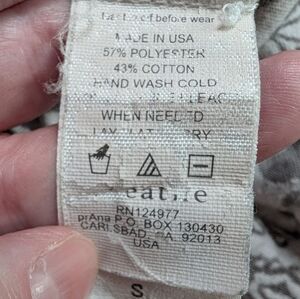 before wear
MADE IN USA
57% POLYESTER
43% COTTON
HAND WASH COLD
WHEN NEEDED
RN124977
prAna P.O. BOX 130430
CARLSBAD, CA 92013
USA
S